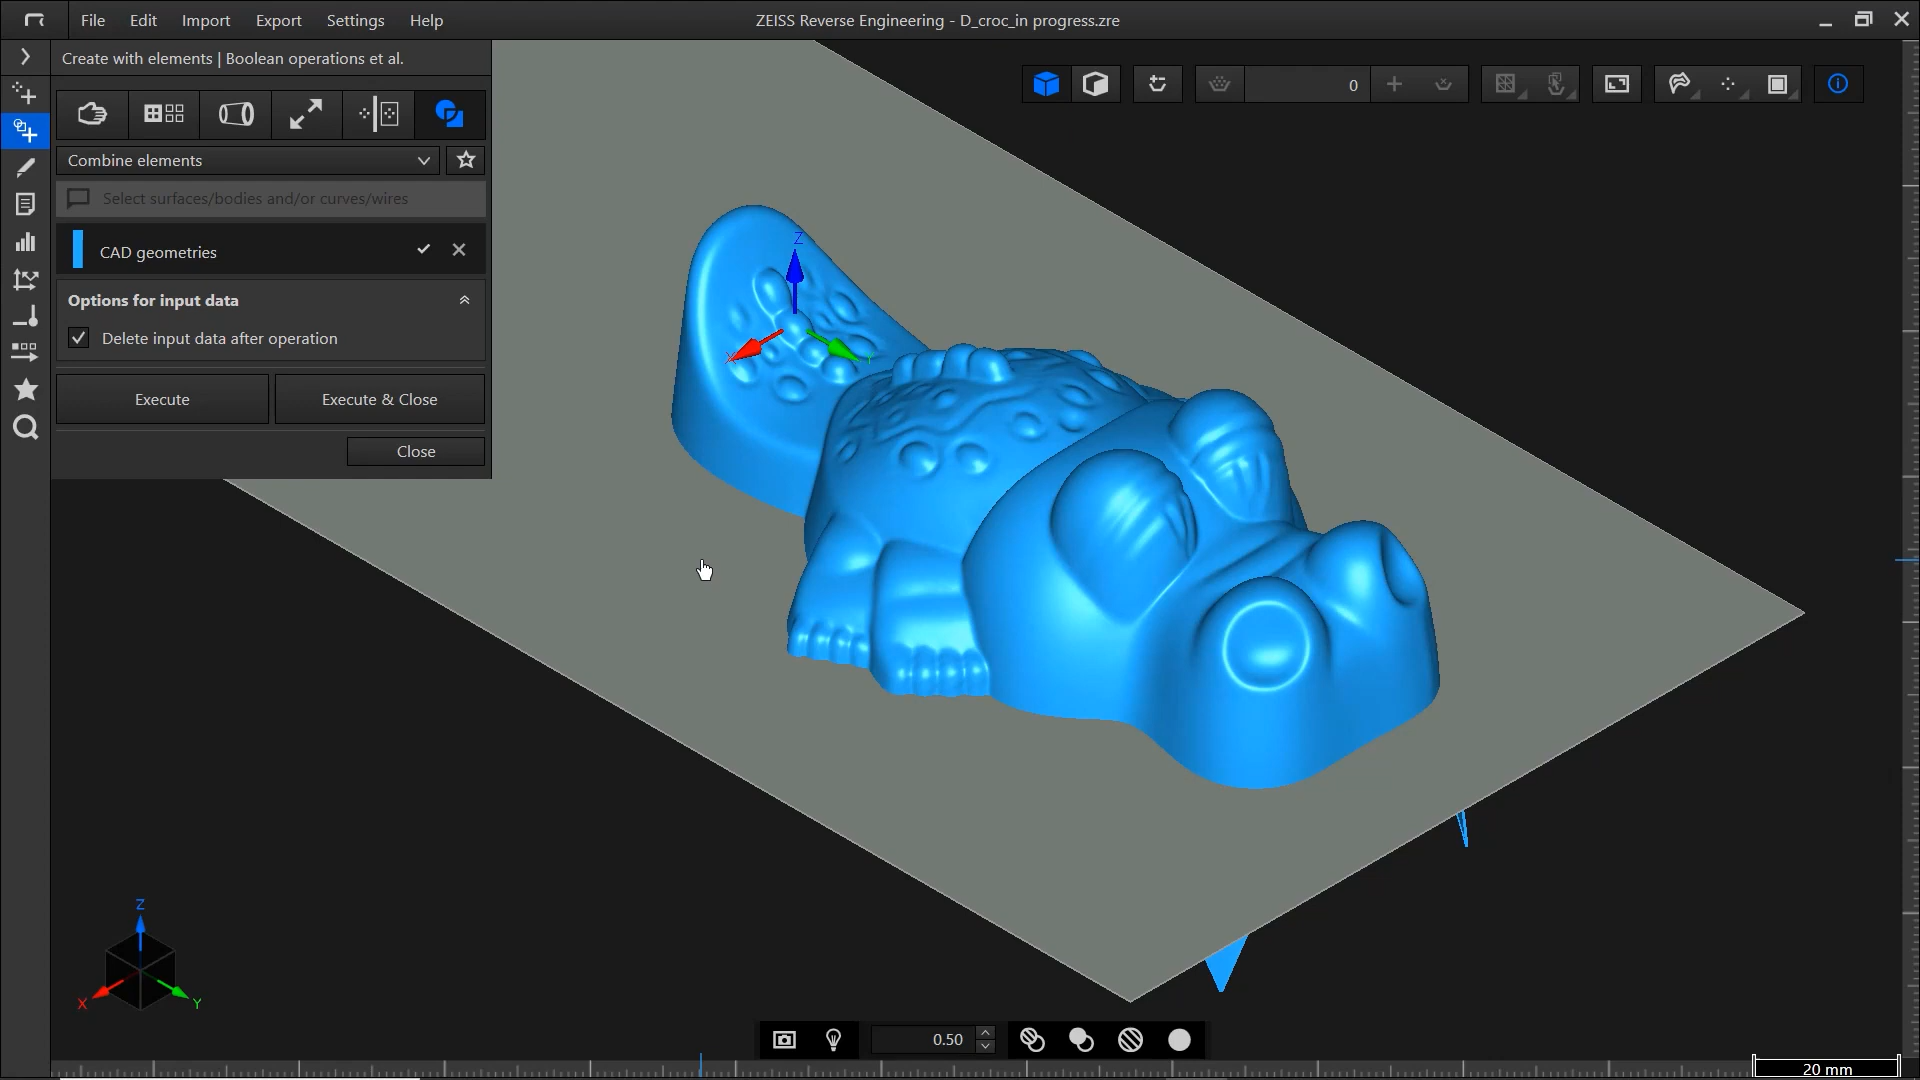 File Edit Import Export Settings Help
ZEISS Reverse Engineering - D_croc_in progress.zre
Create with elements | Boolean operations et al.
0
Combine elements
Select surfaces/bodies and/or curves/wires
CAD geometries
Options for input data
Delete input data after operation
Execute
Execute & Close
Close
Z
X
Y
Z
X
Y
0.50
20 mm